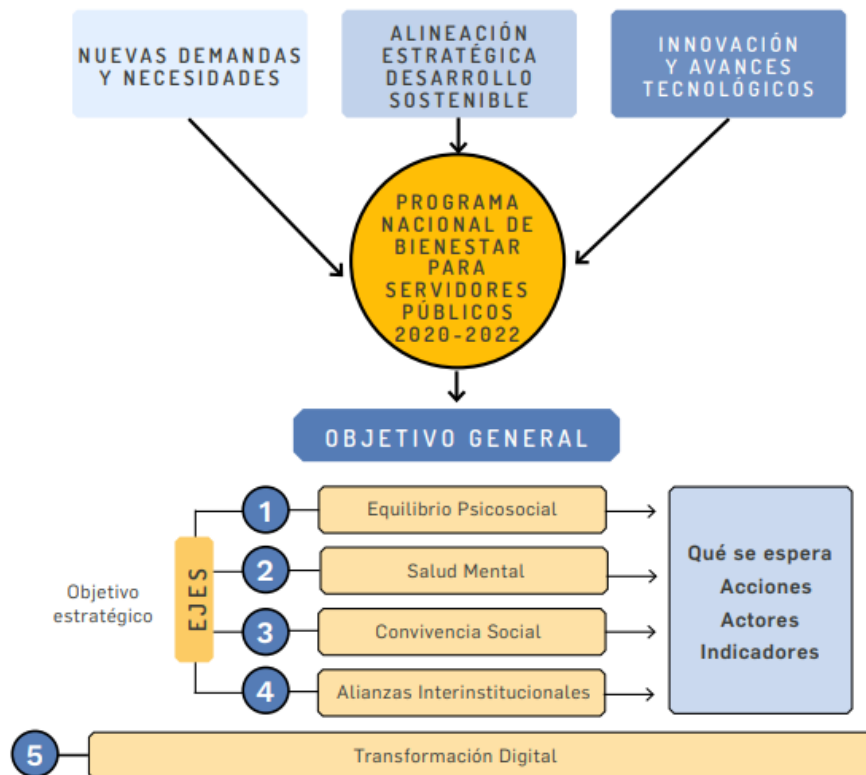 NUEVAS DEMANDAS
Y NECESIDADES
ALINEACIÓN
ESTRATÉGICA
DESARROLLO
SOSTENIBLE
INNOVACIÓN
Y AVANCES
TECNOLÓGICOS
PROGRAMA
NACIONAL DE
BIENESTAR
PARA
SERVIDORES
PÚBLICOS
2020-2022
OBJETIVO GENERAL
Objetivo
estratégico
EJES
1
Equilibrio Psicosocial
2
Salud Mental
3
Convivencia Social
4
Alianzas Interinstitucionales
Qué se espera
Acciones
Actores
Indicadores
5
Transformación Digital